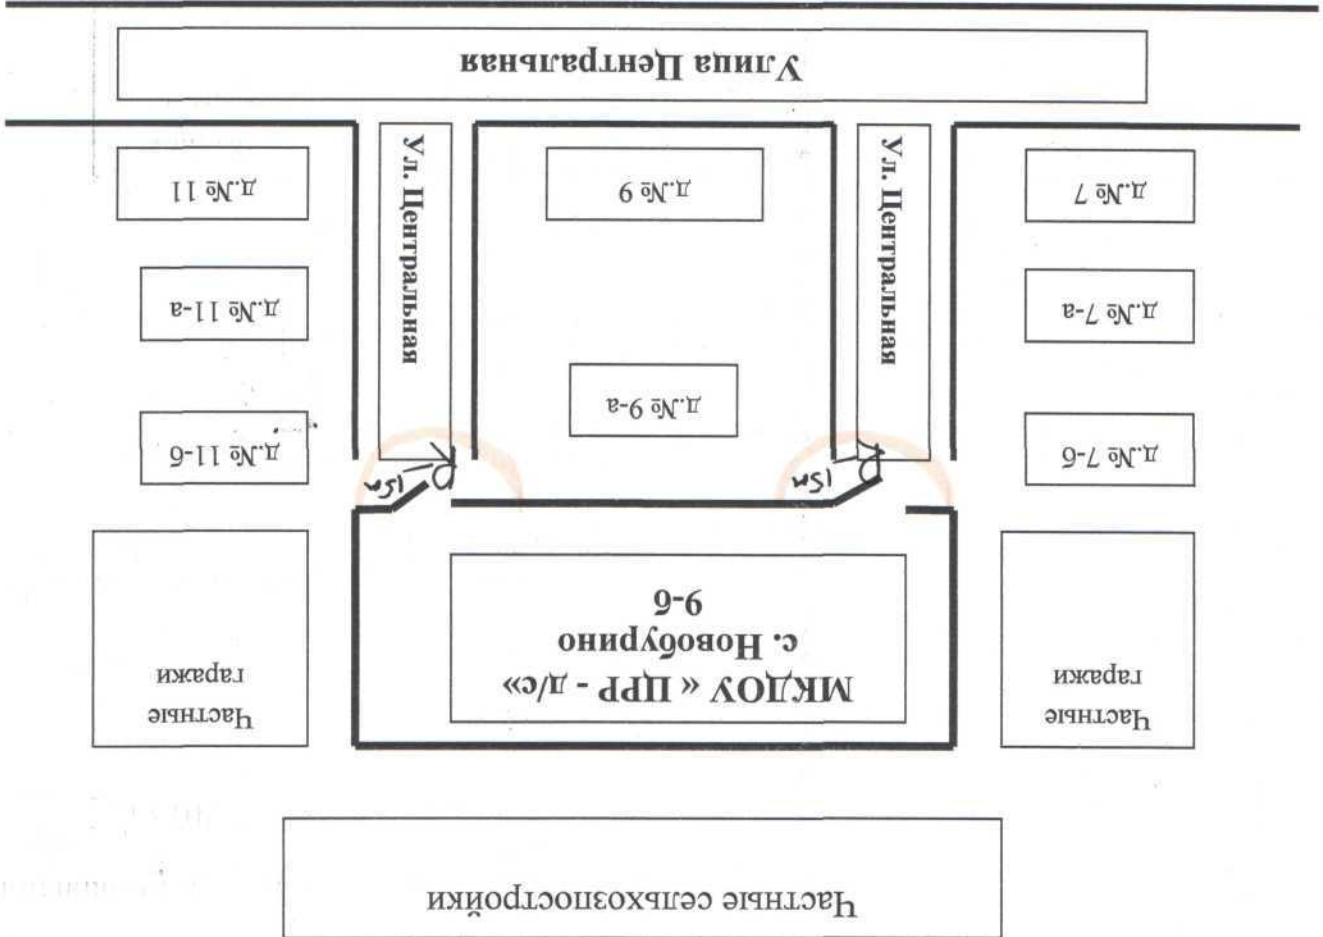 Частные сельхозпостройки
Частные
гаражи
МКДОУ « ЦРР - д/с»
с. Новобурино
9-б
Частные
гаражи
д.№ 7-б
15м
15м
д.№ 11-б
д.№ 9-а
д.№ 7-а
Ул. Центральная
Ул. Центральная
д.№ 11-а
д.№ 7
д.№ 9
д.№ 11
Улица Центральная